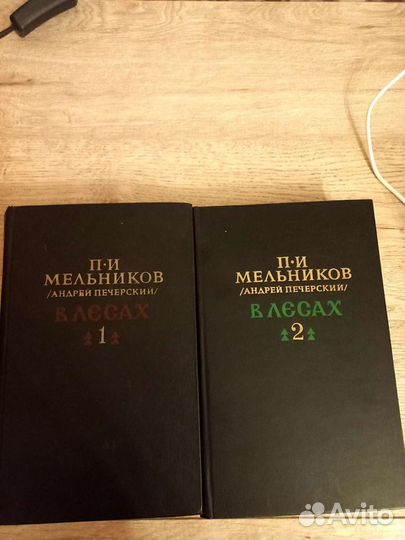 П·И
МЕЛЬНИКОВ
/АНДРЕЙ ПЕЧЕРСКИЙ/
В ЛЕСАХ
1
П·И
МЕЛЬНИКОВ
/АНДРЕЙ ПЕЧЕРСКИЙ/
В ЛЕСАХ
2
Avito